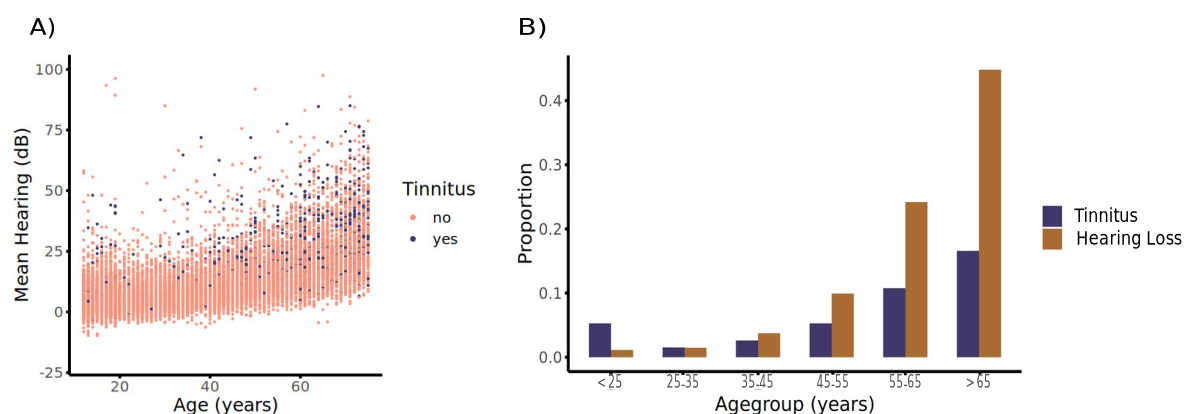 A)
100
75
50
25
0
-25
Mean Hearing (dB)
20 40 60
Age (years)
Tinnitus
no
yes
B)
0.4
0.3
0.2
0.1
0.0
Proportion
<25 25-35 35-45 45-55 55-65 >65
Agegroup (years)
Tinnitus
Hearing Loss